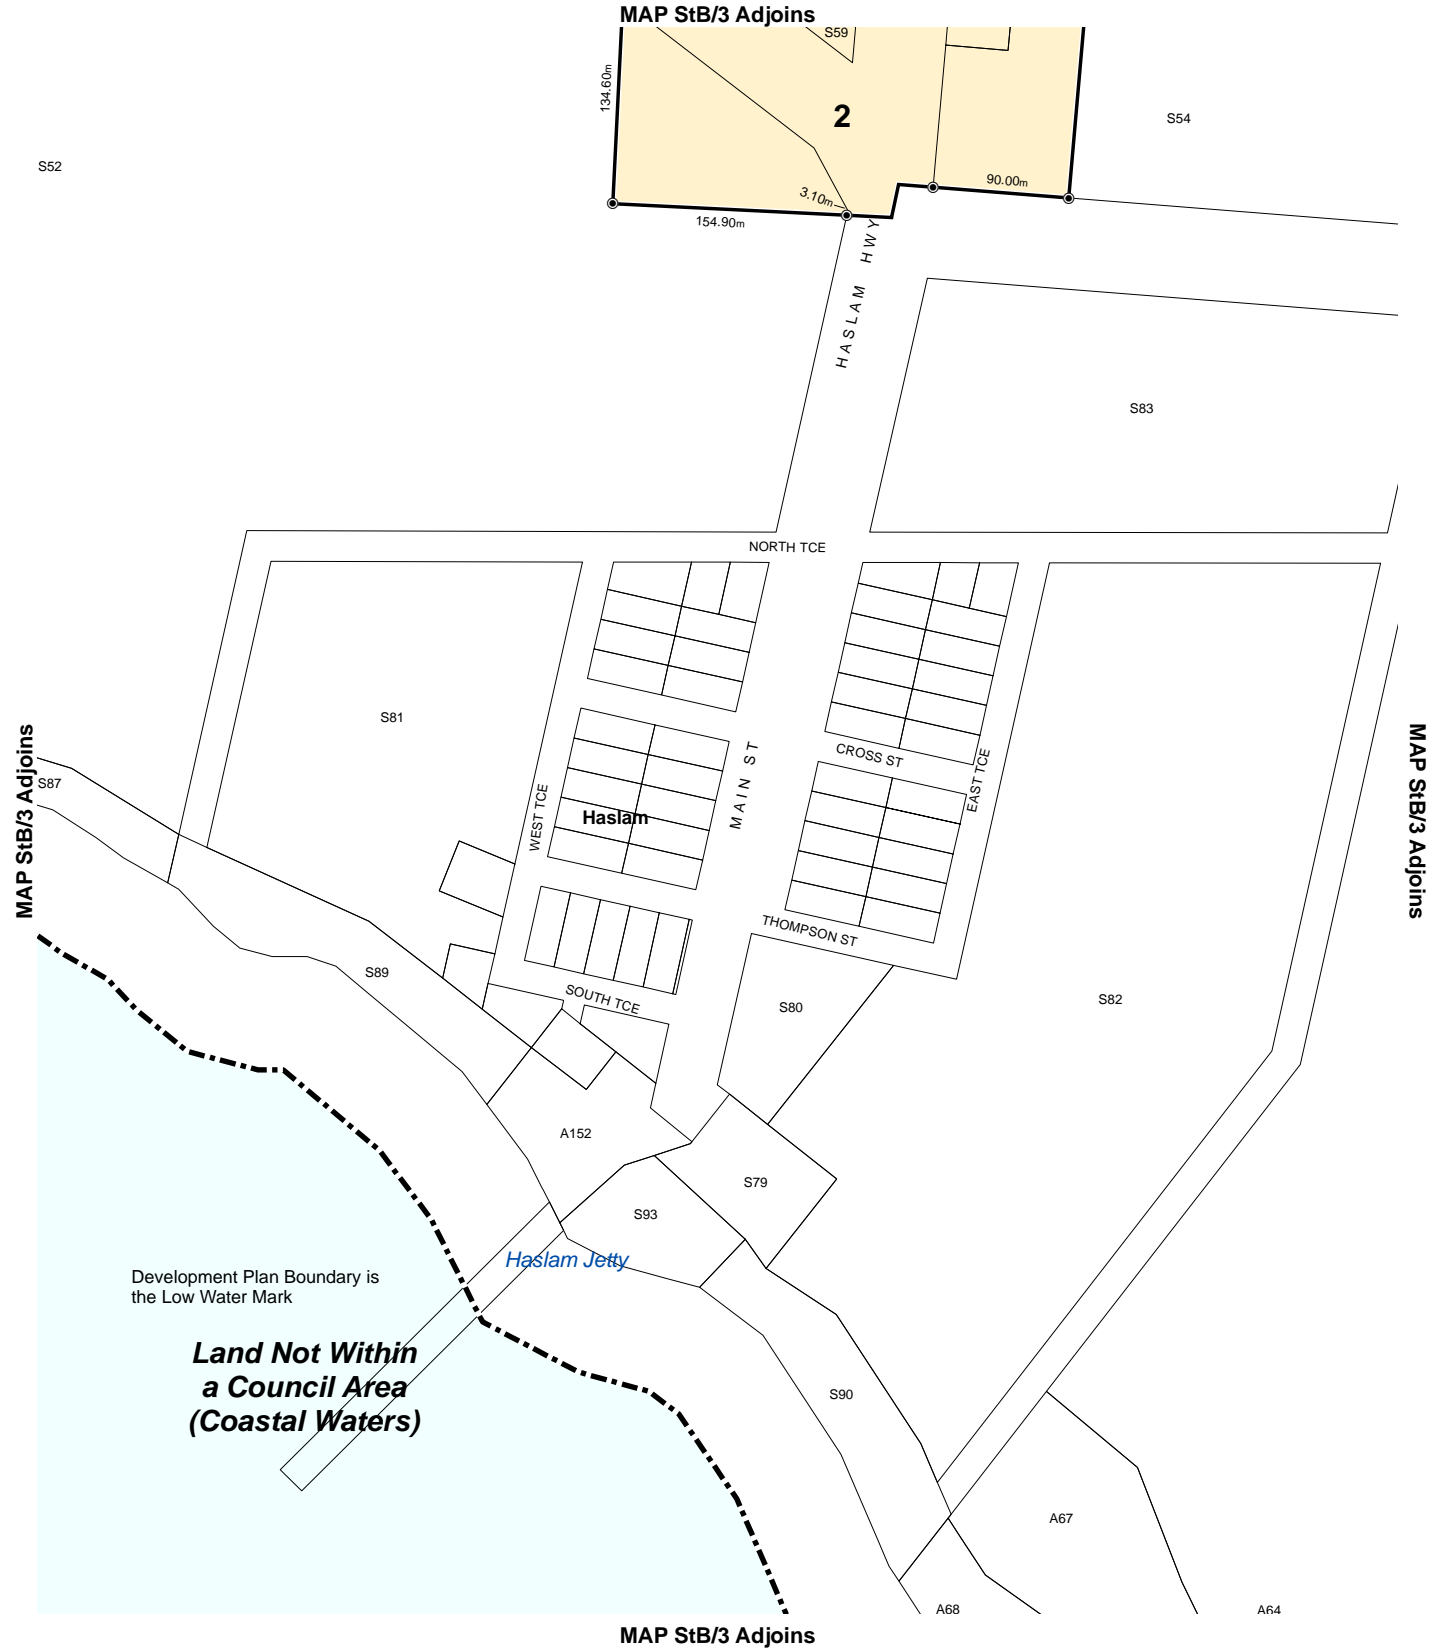 MAP StB/3 Adjoins
S59
134.60m
2
S54
S52
90.00m
3.10m
154.90m
HASLAM HWY
S83
NORTH TCE
S81
MAIN ST
CROSS ST
EAST TCE
MAP StB/3 Adjoins
MAP StB/3 Adjoins
S87
WEST TCE
Haslam
THOMPSON ST
S89
SOUTH TCE
S80
S82
A152
S79
S93
Haslam Jetty
Development Plan Boundary is
the Low Water Mark
Land Not Within
a Council Area
(Coastal Waters)
S90
A67
A68
A64
MAP StB/3 Adjoins